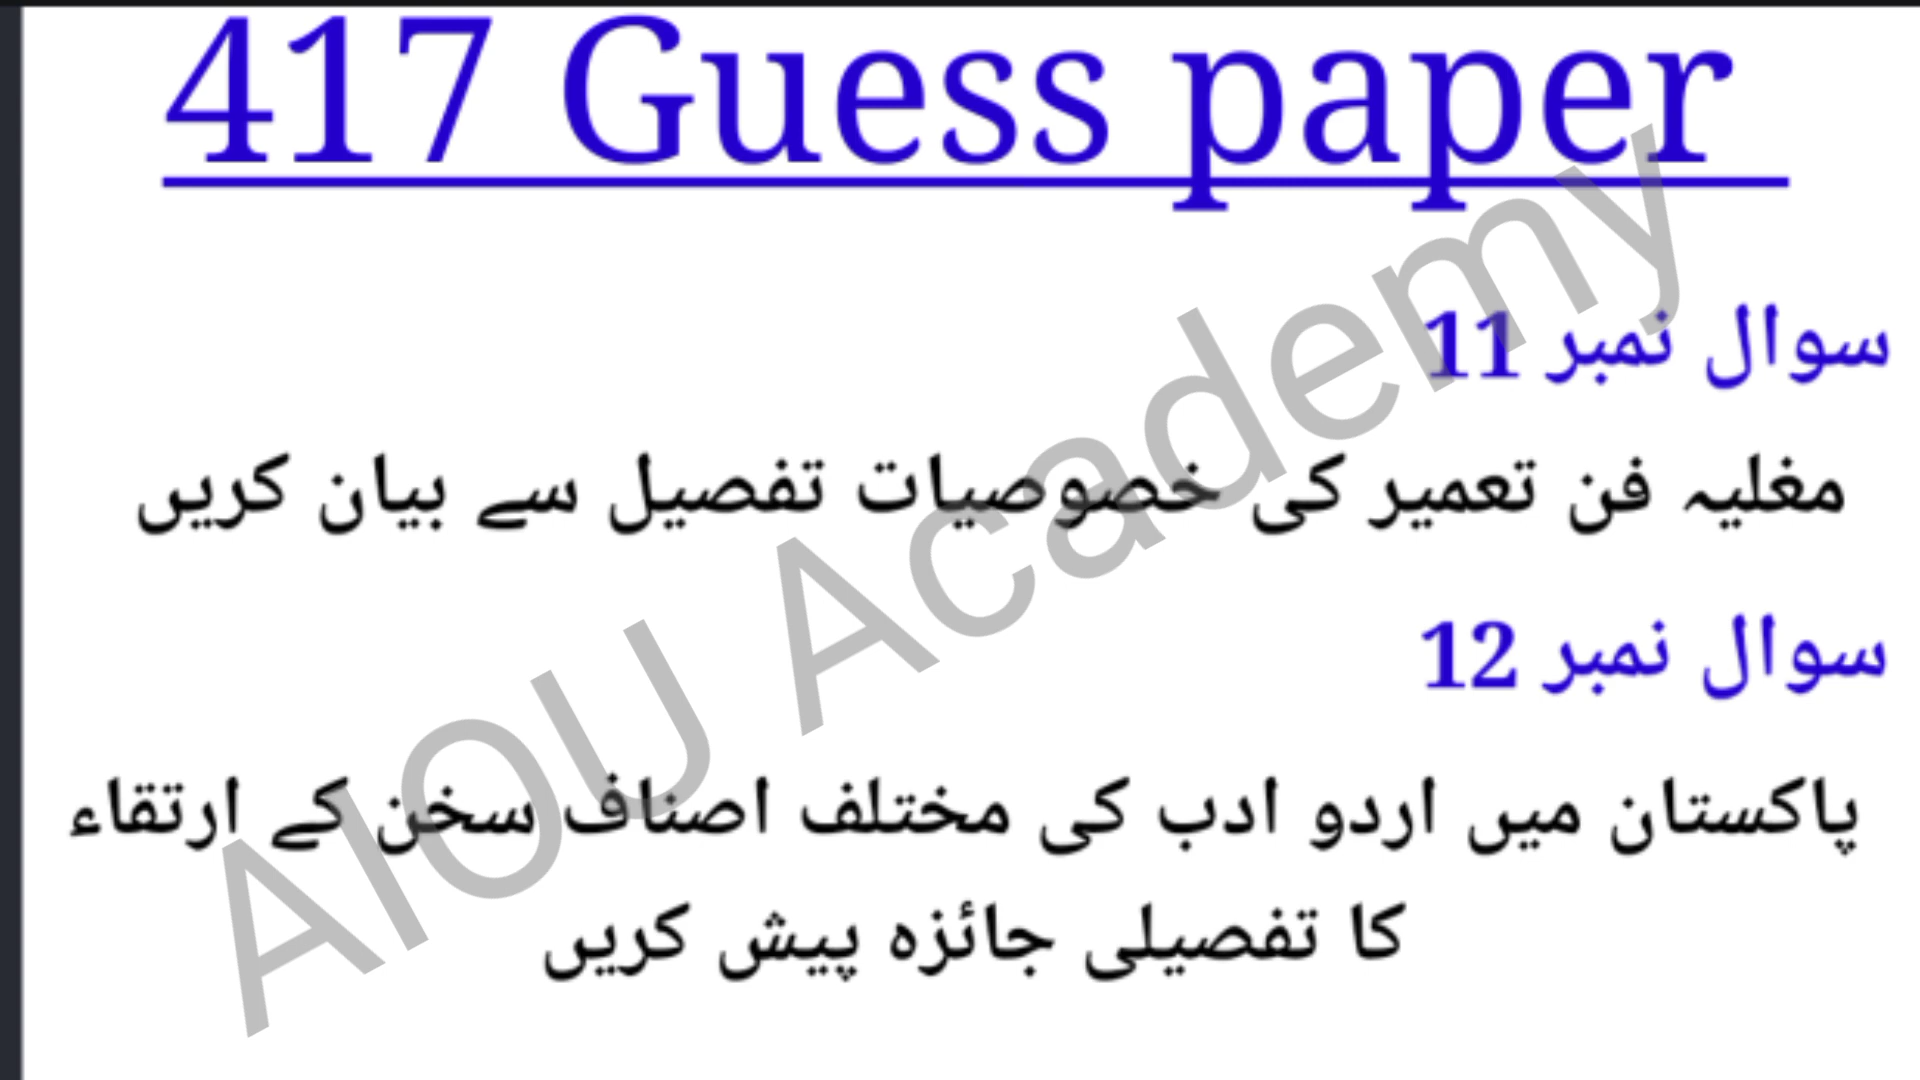 417 Guess paper
سوال نمبر 11
مغلیہ فن تعمیر کی خصوصیات تفصیل سے بیان کریں
سوال نمبر 12
پاکستان میں اردو ادب کی مختلف اصناف سخن کے ارتقاء
کا تفصیلی جائزہ پیش کریں
AIOU Academy